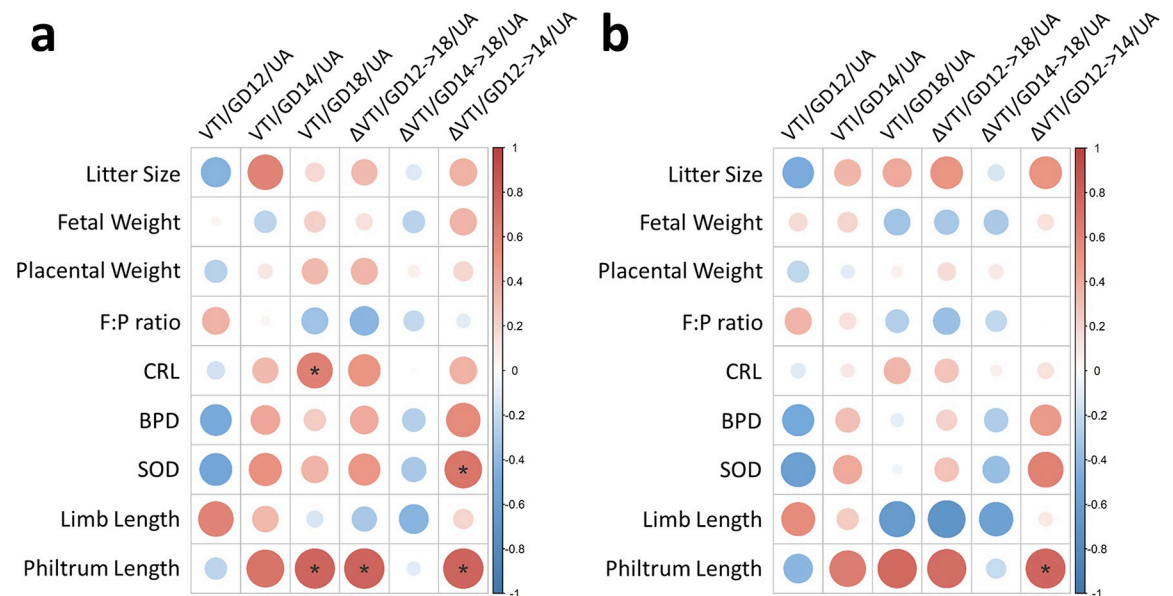 a
VTI/GD12/UA
VTI/GD14/UA
VTI/GD18/UA
ΔVTI/GD12->18/UA
ΔVTI/GD14->18/UA
ΔVTI/GD12->14/UA
Litter Size
Fetal Weight
Placental Weight
F:P ratio
CRL
*
BPD
SOD
*
Limb Length
Philtrum Length
* * *
1
0.8
0.6
0.4
0.2
0
-0.2
-0.4
-0.6
-0.8
-1
b
VTI/GD12/UA
VTI/GD14/UA
VTI/GD18/UA
ΔVTI/GD12->18/UA
ΔVTI/GD14->18/UA
ΔVTI/GD12->14/UA
Litter Size
Fetal Weight
Placental Weight
F:P ratio
CRL
BPD
SOD
Limb Length
Philtrum Length
*
1
0.8
0.6
0.4
0.2
0
-0.2
-0.4
-0.6
-0.8
-1